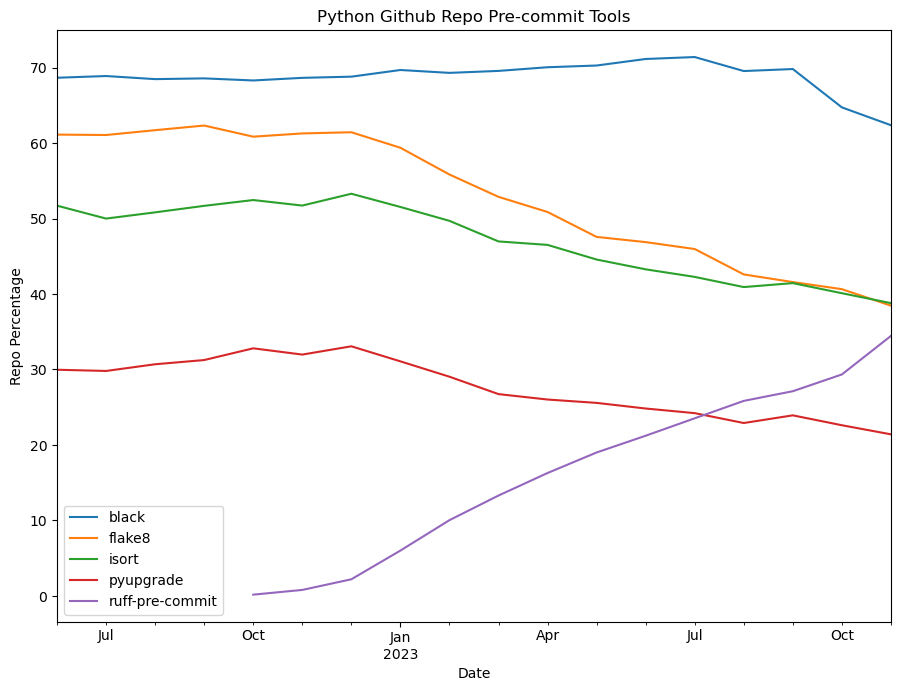 Python Github Repo Pre-commit Tools
70
60
50
40
30
20
10
0
Repo Percentage
black
flake8
isort
pyupgrade
ruff-pre-commit
Jul
Oct
Jan
2023
Apr
Jul
Oct
Date